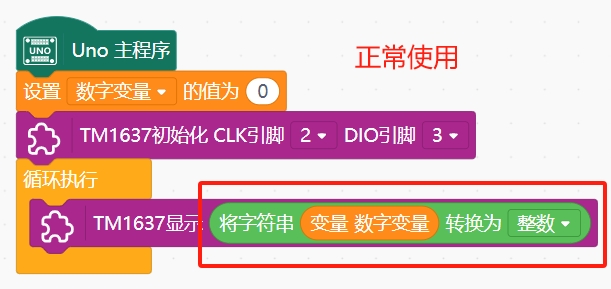 UNO Uno 主程序
正常使用
设置 数字变量 的值为 0
TM1637初始化 CLK引脚 2 DIO引脚 3
循环执行
TM1637显示 将字符串 变量 数字变量 转换为 整数